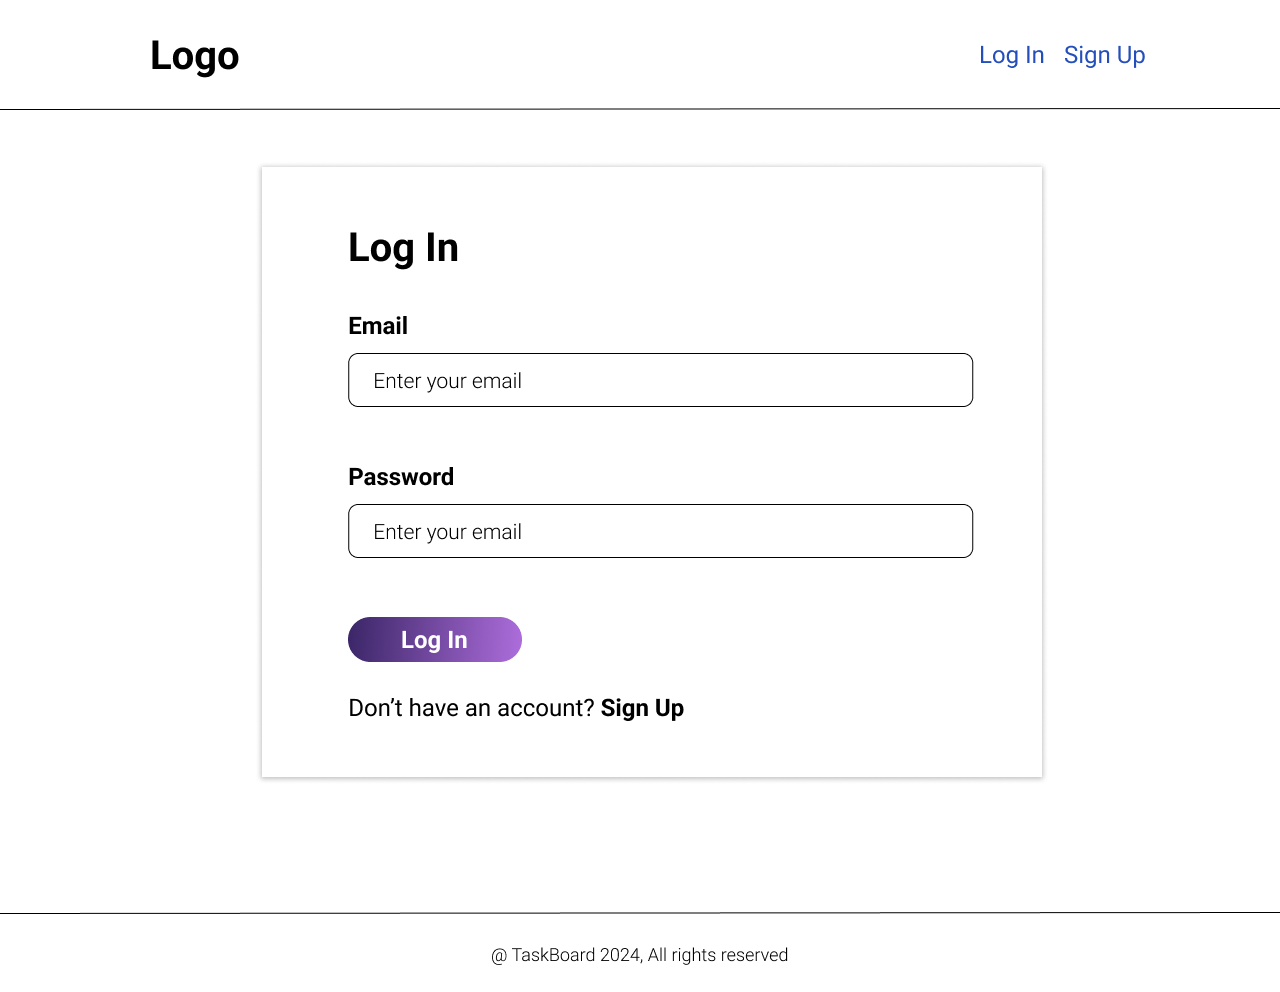 Logo
Log In Sign Up
Log In
Email
Enter your email
Password
Enter your email
Log In
Don’t have an account? Sign Up
@ TaskBoard 2024, All rights reserved